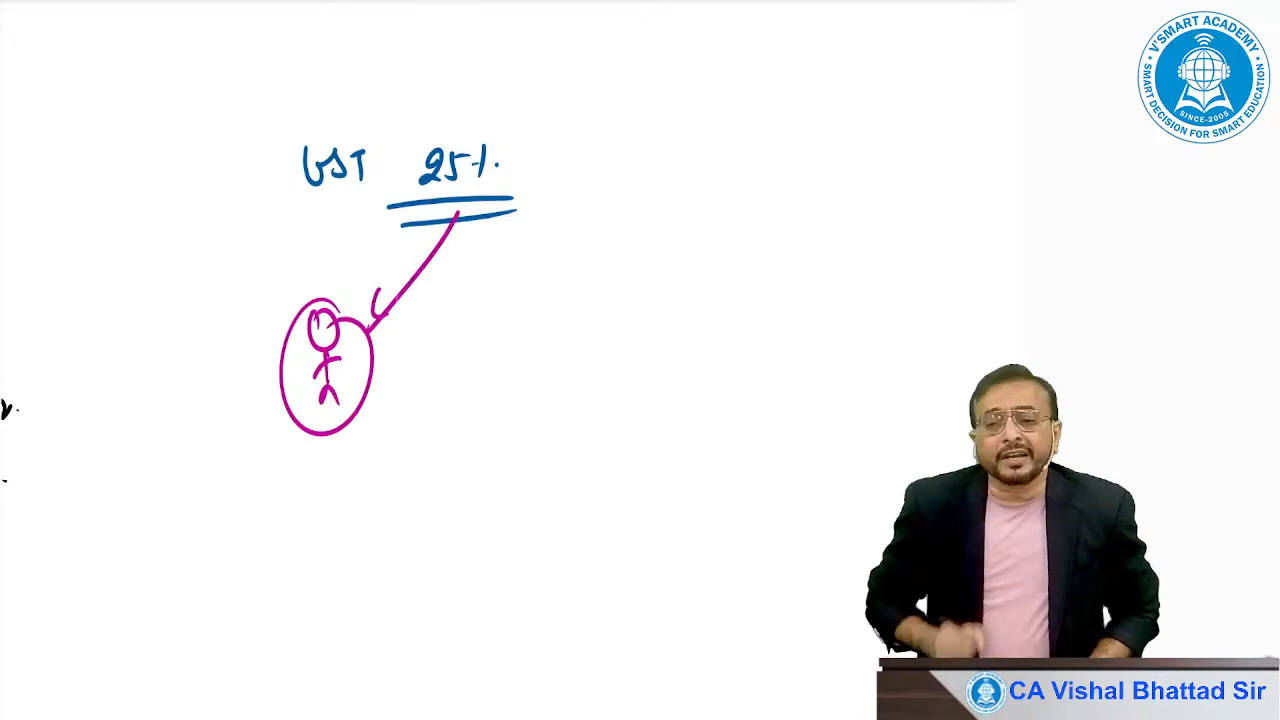 V'SMART ACADEMY
SMART DECISION FOR SMART EDUCATION
SINCE-2005
GST 25%.
CA Vishal Bhattad Sir